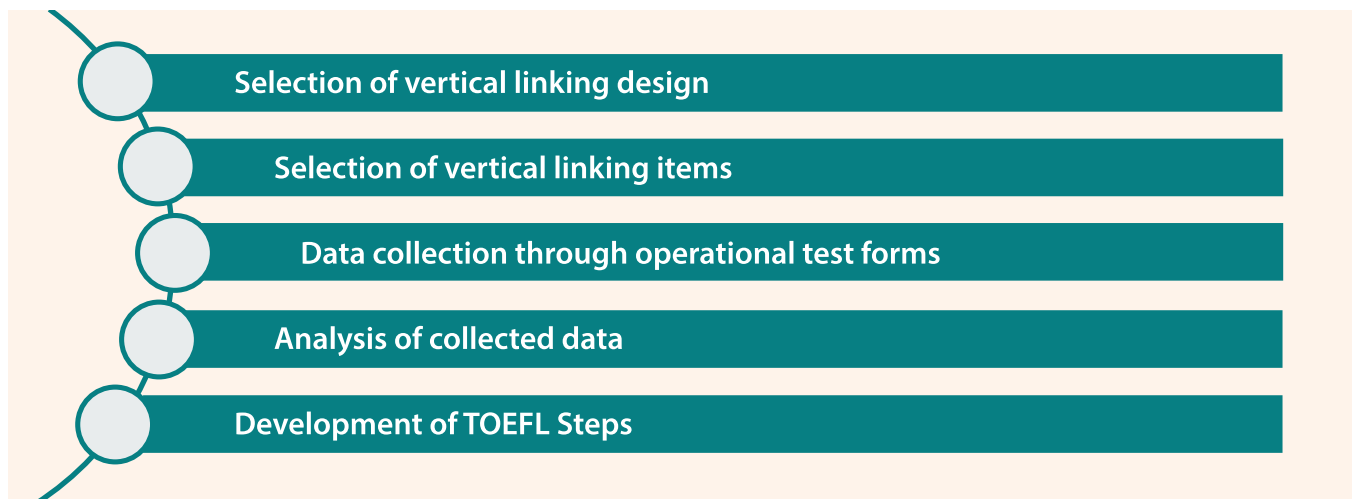 Selection of vertical linking design
Selection of vertical linking items
Data collection through operational test forms
Analysis of collected data
Development of TOEFL Steps